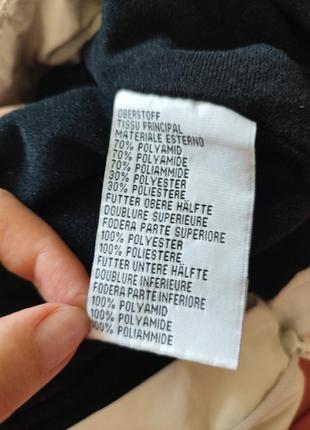 OBERSTOFF
TISSU PRINCIPAL
MATERIALE ESTERNO
70% POLYAMID
70% POLYAMIDE
70% POLIAMMIDE
30% POLYESTER
30% POLIESTERE
FUTTER OBERE HÄLFTE
DOUBLURE SUPERIEURE
FODERA PARTE SUPERIORE
100% POLYESTER
100% POLIESTERE
FUTTER UNTERE HÄLFTE
DOUBLURE INFERIEURE
FODERA PARTE INFERIORE
100% POLYAMID
100% POLYAMIDE
100% POLIAMMIDE